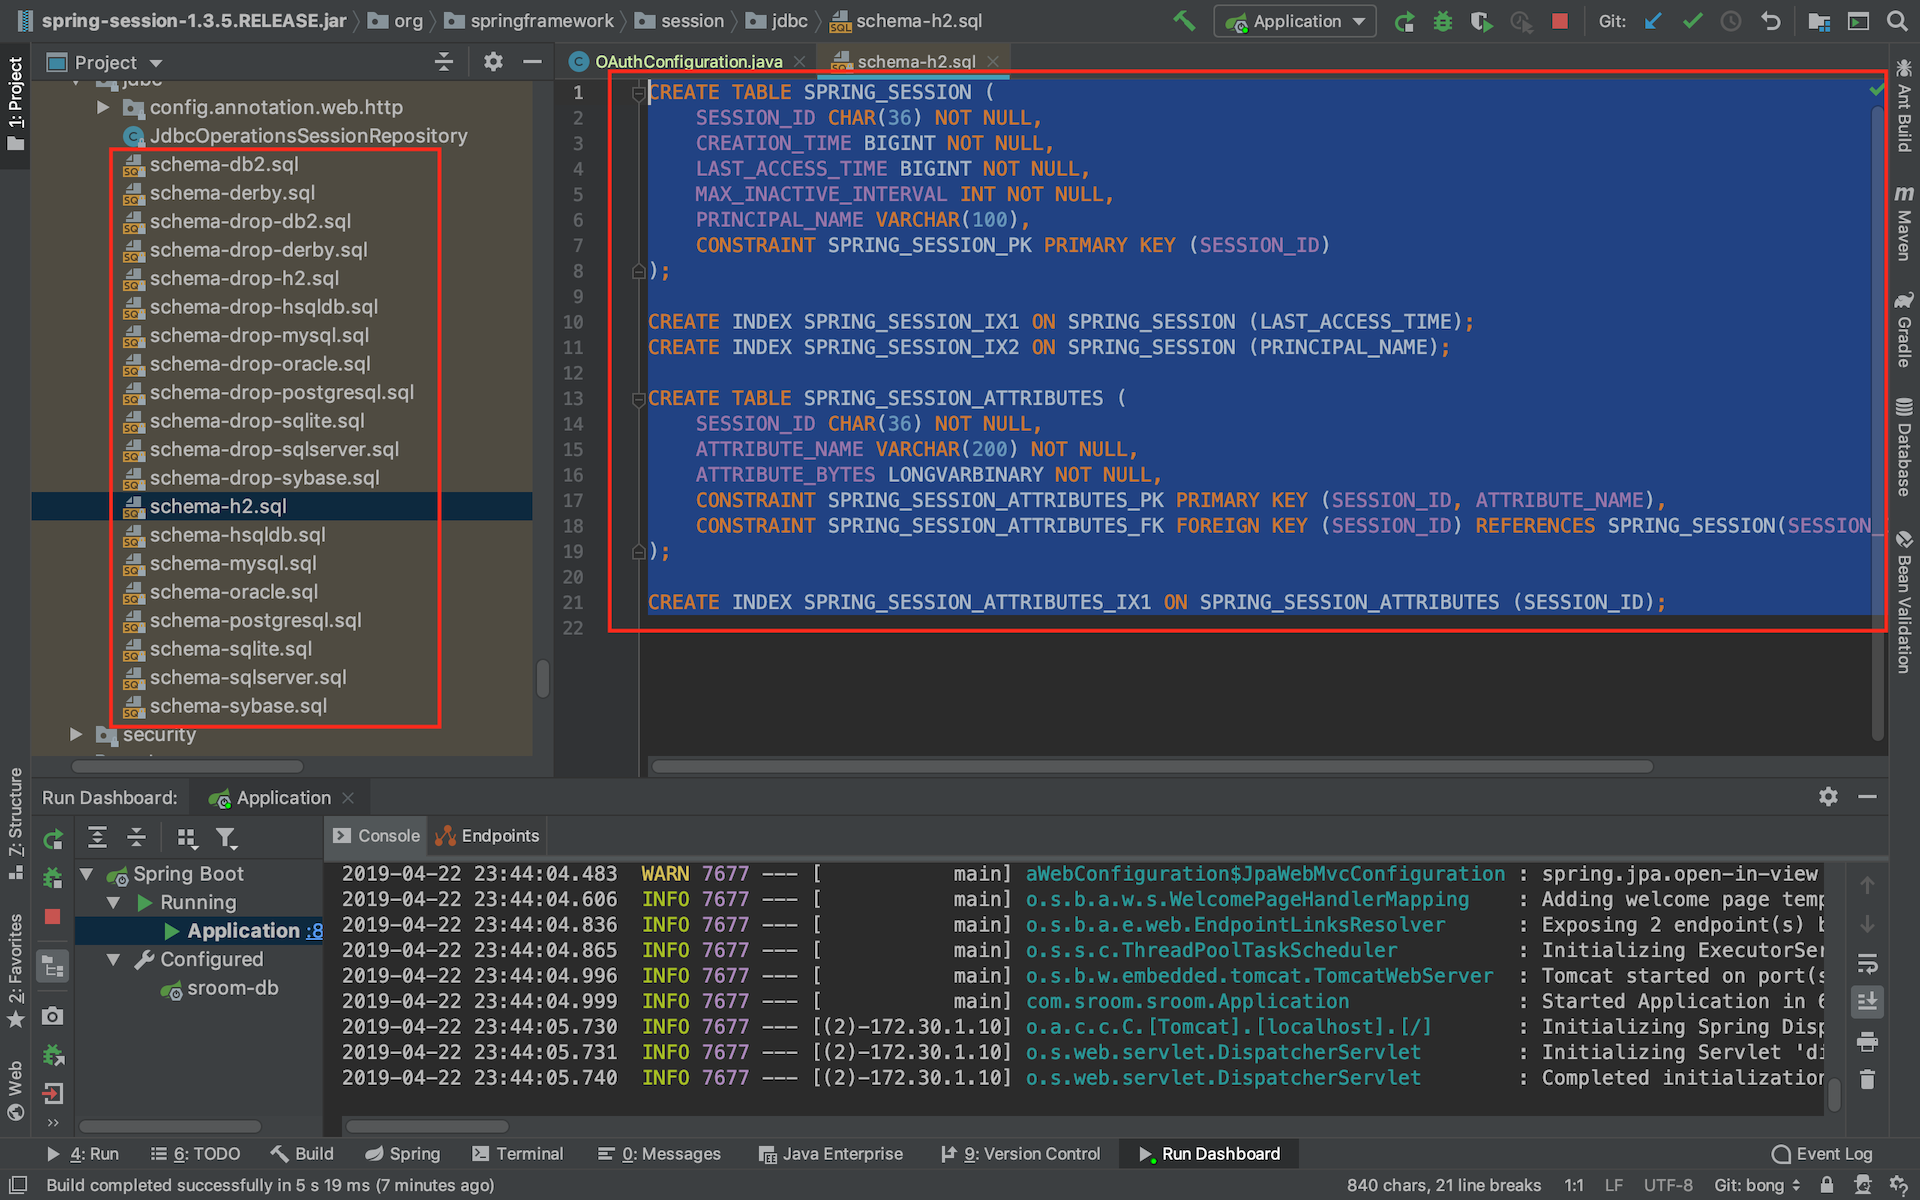 spring-session-1.3.5.RELEASE.jar org springframework session jdbc schema-h2.sql Application Git:
Project OAuthConfiguration.java schema-h2.sql
1: Project
jdbc
config.annotation.web.http
JdbcOperationsSessionRepository
schema-db2.sql
schema-derby.sql
schema-drop-db2.sql
schema-drop-derby.sql
schema-drop-h2.sql
schema-drop-hsqldb.sql
schema-drop-mysql.sql
schema-drop-oracle.sql
schema-drop-postgresql.sql
schema-drop-sqlite.sql
schema-drop-sqlserver.sql
schema-drop-sybase.sql
schema-h2.sql
schema-hsqldb.sql
schema-mysql.sql
schema-oracle.sql
schema-postgresql.sql
schema-sqlite.sql
schema-sqlserver.sql
schema-sybase.sql
security
1 CREATE TABLE SPRING_SESSION (
2 SESSION_ID CHAR(36) NOT NULL,
3 CREATION_TIME BIGINT NOT NULL,
4 LAST_ACCESS_TIME BIGINT NOT NULL,
5 MAX_INACTIVE_INTERVAL INT NOT NULL,
6 PRINCIPAL_NAME VARCHAR(100),
7 CONSTRAINT SPRING_SESSION_PK PRIMARY KEY (SESSION_ID)
8 );
9
10 CREATE INDEX SPRING_SESSION_IX1 ON SPRING_SESSION (LAST_ACCESS_TIME);
11 CREATE INDEX SPRING_SESSION_IX2 ON SPRING_SESSION (PRINCIPAL_NAME);
12
13 CREATE TABLE SPRING_SESSION_ATTRIBUTES (
14 SESSION_ID CHAR(36) NOT NULL,
15 ATTRIBUTE_NAME VARCHAR(200) NOT NULL,
16 ATTRIBUTE_BYTES LONGVARBINARY NOT NULL,
17 CONSTRAINT SPRING_SESSION_ATTRIBUTES_PK PRIMARY KEY (SESSION_ID, ATTRIBUTE_NAME),
18 CONSTRAINT SPRING_SESSION_ATTRIBUTES_FK FOREIGN KEY (SESSION_ID) REFERENCES SPRING_SESSION(SESSION_
19 );
20
21 CREATE INDEX SPRING_SESSION_ATTRIBUTES_IX1 ON SPRING_SESSION_ATTRIBUTES (SESSION_ID);
22
Ant Build
m Maven
Gradle
Database
Bean Validation
Z: Structure
2: Favorites
Web
Run Dashboard: Application
Console Endpoints
Spring Boot
Running
Application :8
Configured
sroom-db
2019-04-22 23:44:04.483 WARN 7677 --- [ main] aWebConfiguration$JpaWebMvcConfiguration : spring.jpa.open-in-view
2019-04-22 23:44:04.606 INFO 7677 --- [ main] o.s.b.a.w.s.WelcomePageHandlerMapping : Adding welcome page temp
2019-04-22 23:44:04.836 INFO 7677 --- [ main] o.s.b.a.e.web.EndpointLinksResolver : Exposing 2 endpoint(s) b
2019-04-22 23:44:04.865 INFO 7677 --- [ main] o.s.s.c.ThreadPoolTaskScheduler : Initializing ExecutorSer
2019-04-22 23:44:04.996 INFO 7677 --- [ main] o.s.b.w.embedded.tomcat.TomcatWebServer : Tomcat started on port(s
2019-04-22 23:44:04.999 INFO 7677 --- [ main] com.sroom.sroom.Application : Started Application in 6
2019-04-22 23:44:05.730 INFO 7677 --- [(2)-172.30.1.10] o.a.c.c.C.[Tomcat].[localhost].[/] : Initializing Spring Disp
2019-04-22 23:44:05.731 INFO 7677 --- [(2)-172.30.1.10] o.s.web.servlet.DispatcherServlet : Initializing Servlet 'di
2019-04-22 23:44:05.740 INFO 7677 --- [(2)-172.30.1.10] o.s.web.servlet.DispatcherServlet : Completed initialization
4: Run 6: TODO Build Spring Terminal 0: Messages Java Enterprise 9: Version Control Run Dashboard Event Log
Build completed successfully in 5 s 19 ms (7 minutes ago) 840 chars, 21 line breaks 1:1 LF UTF-8 Git: bong